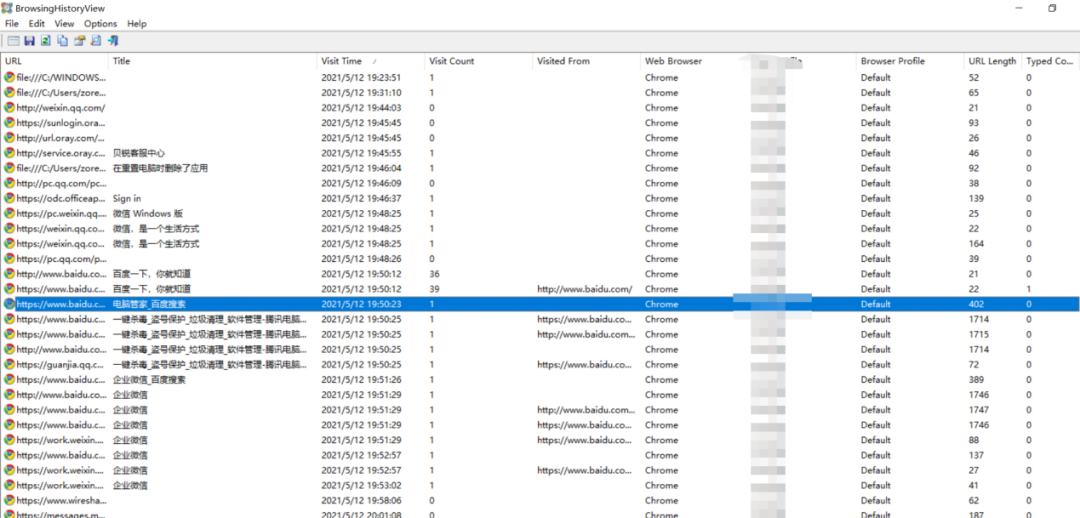 BrowsingHistoryView
File Edit View Options Help
URL Title Visit Time / Visit Count Visited From Web Browser Browser Profile URL Length Typed Co...
file:///C:/WINDOWS... 2021/5/12 19:23:51 1 Chrome Default 52 0
file:///C:/Users/zore... 2021/5/12 19:31:10 1 Chrome Default 65 0
http://weixin.qq.com/ 2021/5/12 19:44:03 0 Chrome Default 21 0
https://sunlogin.ora... 2021/5/12 19:45:45 0 Chrome Default 93 0
http://url.oray.com/... 2021/5/12 19:45:45 0 Chrome Default 26 0
http://service.oray.c... 贝锐客服中心 2021/5/12 19:45:55 1 Chrome Default 46 0
file:///C:/Users/zore... 在重置电脑时删除了应用 2021/5/12 19:46:04 1 Chrome Default 92 0
http://pc.qq.com/pc... 2021/5/12 19:46:09 0 Chrome Default 38 0
https://odc.officeap... Sign in 2021/5/12 19:46:37 1 Chrome Default 139 0
https://pc.weixin.qq.... 微信 Windows 版 2021/5/12 19:48:25 1 Chrome Default 25 0
https://weixin.qq.co... 微信，是一个生活方式 2021/5/12 19:48:25 1 Chrome Default 22 0
https://weixin.qq.co... 微信，是一个生活方式 2021/5/12 19:48:25 1 Chrome Default 164 0
https://pc.qq.com/p... 2021/5/12 19:48:26 0 Chrome Default 39 0
http://www.baidu.co... 百度一下，你就知道 2021/5/12 19:50:12 36 Chrome Default 21 0
https://www.baidu.co... 百度一下，你就知道 2021/5/12 19:50:12 39 http://www.baidu.com/ Chrome Default 22 1
https://www.baidu.c... 电脑管家_百度搜索 2021/5/12 19:50:23 1 Chrome Default 402 0
https://www.baidu.c... 一键杀毒_盗号保护_垃圾清理_软件管理-腾讯电脑... 2021/5/12 19:50:25 1 https://www.baidu.co... Chrome Default 1714 0
https://www.baidu.c... 一键杀毒_盗号保护_垃圾清理_软件管理-腾讯电脑... 2021/5/12 19:50:25 1 http://www.baidu.co... Chrome Default 1715 0
http://www.baidu.co... 一键杀毒_盗号保护_垃圾清理_软件管理-腾讯电脑... 2021/5/12 19:50:25 1 Chrome Default 1714 0
https://guanjia.qq.c... 一键杀毒_盗号保护_垃圾清理_软件管理-腾讯电脑... 2021/5/12 19:50:25 1 https://www.baidu.co... Chrome Default 72 0
https://www.baidu.c... 企业微信_百度搜索 2021/5/12 19:51:26 1 Chrome Default 389 0
http://www.baidu.co... 企业微信 2021/5/12 19:51:29 1 Chrome Default 1746 0
https://www.baidu.c... 企业微信 2021/5/12 19:51:29 1 http://www.baidu.com... Chrome Default 1747 0
https://www.baidu.c... 企业微信 2021/5/12 19:51:29 1 https://www.baidu.co... Chrome Default 1746 0
https://work.weixin.... 企业微信 2021/5/12 19:51:29 1 https://www.baidu.co... Chrome Default 88 0
https://www.baidu.c... 企业微信 2021/5/12 19:52:57 1 Chrome Default 137 0
https://work.weixin.... 企业微信 2021/5/12 19:52:57 1 https://www.baidu.co... Chrome Default 27 0
https://work.weixin.... 企业微信 2021/5/12 19:53:02 1 Chrome Default 41 0
https://www.wiresha... 2021/5/12 19:58:06 0 Chrome Default 62 0
https://messages.m... 2021/5/12 20:01:08 0 Chrome Default 187 0